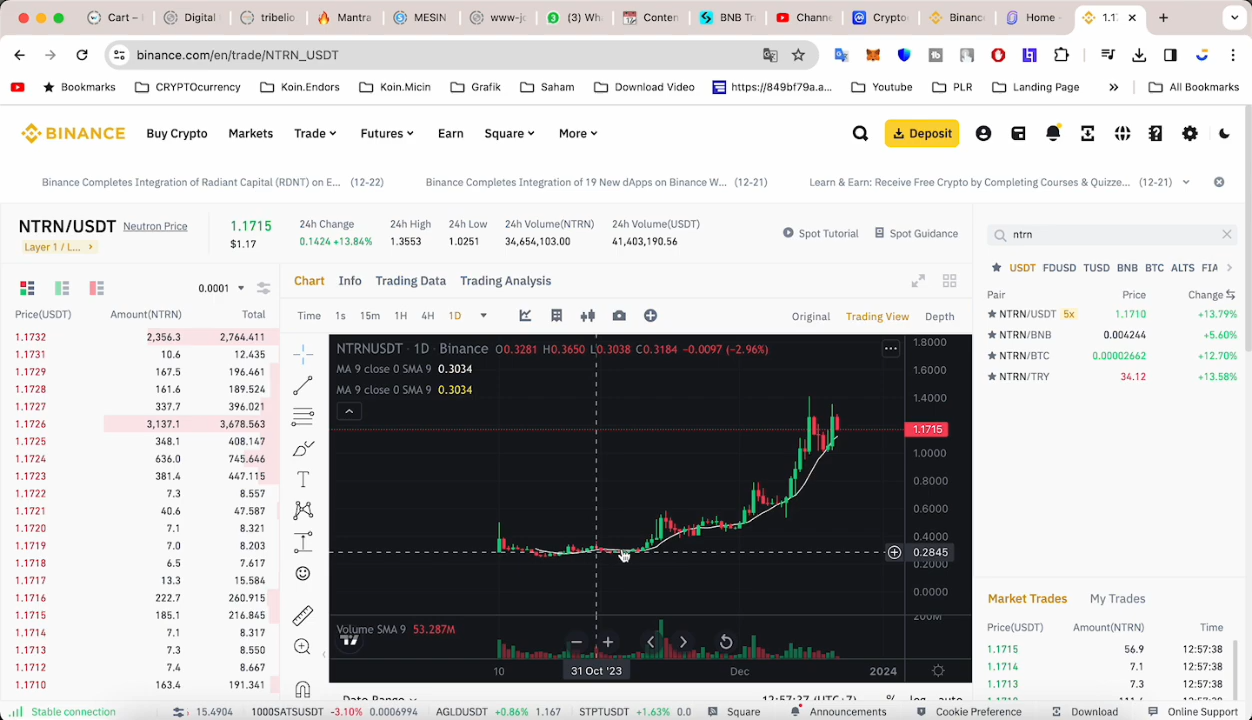 Cart –
Digital
tribelio
Mantra
MESIN
www-jo
(3) Wh
Conten
BNB Tr
Channe
Crypto
Binanc
Home -
1.17
binance.com/en/trade/NTRN_USDT
Bookmarks
CRYPTOcurrency
Koin.Endors
Koin.Micin
Grafik
Saham
Download Video
https://849bf79a.a...
Youtube
PLR
Landing Page
»
All Bookmarks
BINANCE
Buy Crypto
Markets
Trade
Futures
Earn
Square
More
Deposit
Binance Completes Integration of Radiant Capital (RDNT) on E... (12-22)
Binance Completes Integration of 19 New dApps on Binance W... (12-21)
Learn & Earn: Receive Free Crypto by Completing Courses & Quizze... (12-21)
NTRN/USDT
Neutron Price
Layer 1 / L... >
1.1715
$1.17
24h Change
0.1424 +13.84%
24h High
1.3553
24h Low
1.0251
24h Volume(NTRN)
34,654,103.00
24h Volume(USDT)
41,403,190.56
Spot Tutorial
Spot Guidance
0.0001
Price(USDT) Amount(NTRN) Total
1.1732 2,356.3 2,764.411
1.1731 10.6 12.435
1.1729 167.5 196.461
1.1728 161.6 189.524
1.1727 337.7 396.021
1.1726 3,137.1 3,678.563
1.1725 348.1 408.147
1.1724 636.0 745.646
1.1723 381.4 447.115
1.1722 7.3 8.557
1.1721 40.6 47.587
1.1720 7.1 8.321
1.1719 7.0 8.203
1.1718 6.5 7.617
1.1717 13.3 15.584
1.1716 222.7 260.915
1.1715 185.1 216.845
1.1714 7.1 8.317
1.1713 7.3 8.550
1.1712 7.4 8.667
1.1710 163.4 191.341
Chart Info Trading Data Trading Analysis
Time 1s 15m 1H 4H 1D
Original Trading View Depth
NTRNUSDT · 1D · Binance O0.3281 H0.3650 L0.3038 C0.3184 −0.0097 (−2.96%)
MA 9 close 0 SMA 9 0.3034
MA 9 close 0 SMA 9 0.3034
1.8000
1.6000
1.4000
1.1715
1.0000
0.8000
0.6000
0.4000
0.2845
0.2000
0.0000
200M
Volume SMA 9 53.287M
10
31 Oct '23
Dec
2024
Date Range
12:57:37 (UTC+7)
% log auto
ntrn
USDT FDUSD TUSD BNB BTC ALTS FIA
Pair Price Change
NTRN/USDT 5x 1.1710 +13.79%
NTRN/BNB 0.004244 +5.60%
NTRN/BTC 0.00002662 +12.70%
NTRN/TRY 34.12 +13.58%
Market Trades My Trades
Price(USDT) Amount(NTRN) Time
1.1715 56.9 12:57:38
1.1714 7.1 12:57:38
1.1713 7.3 12:57:38
Stable connection
15.4904
1000SATSUSDT -3.10% 0.0006994
AGLDUSDT +0.86% 1.167
STPTUSDT +1.63% 0.0
Square
Announcements
Cookie Preference
Download
Online Support